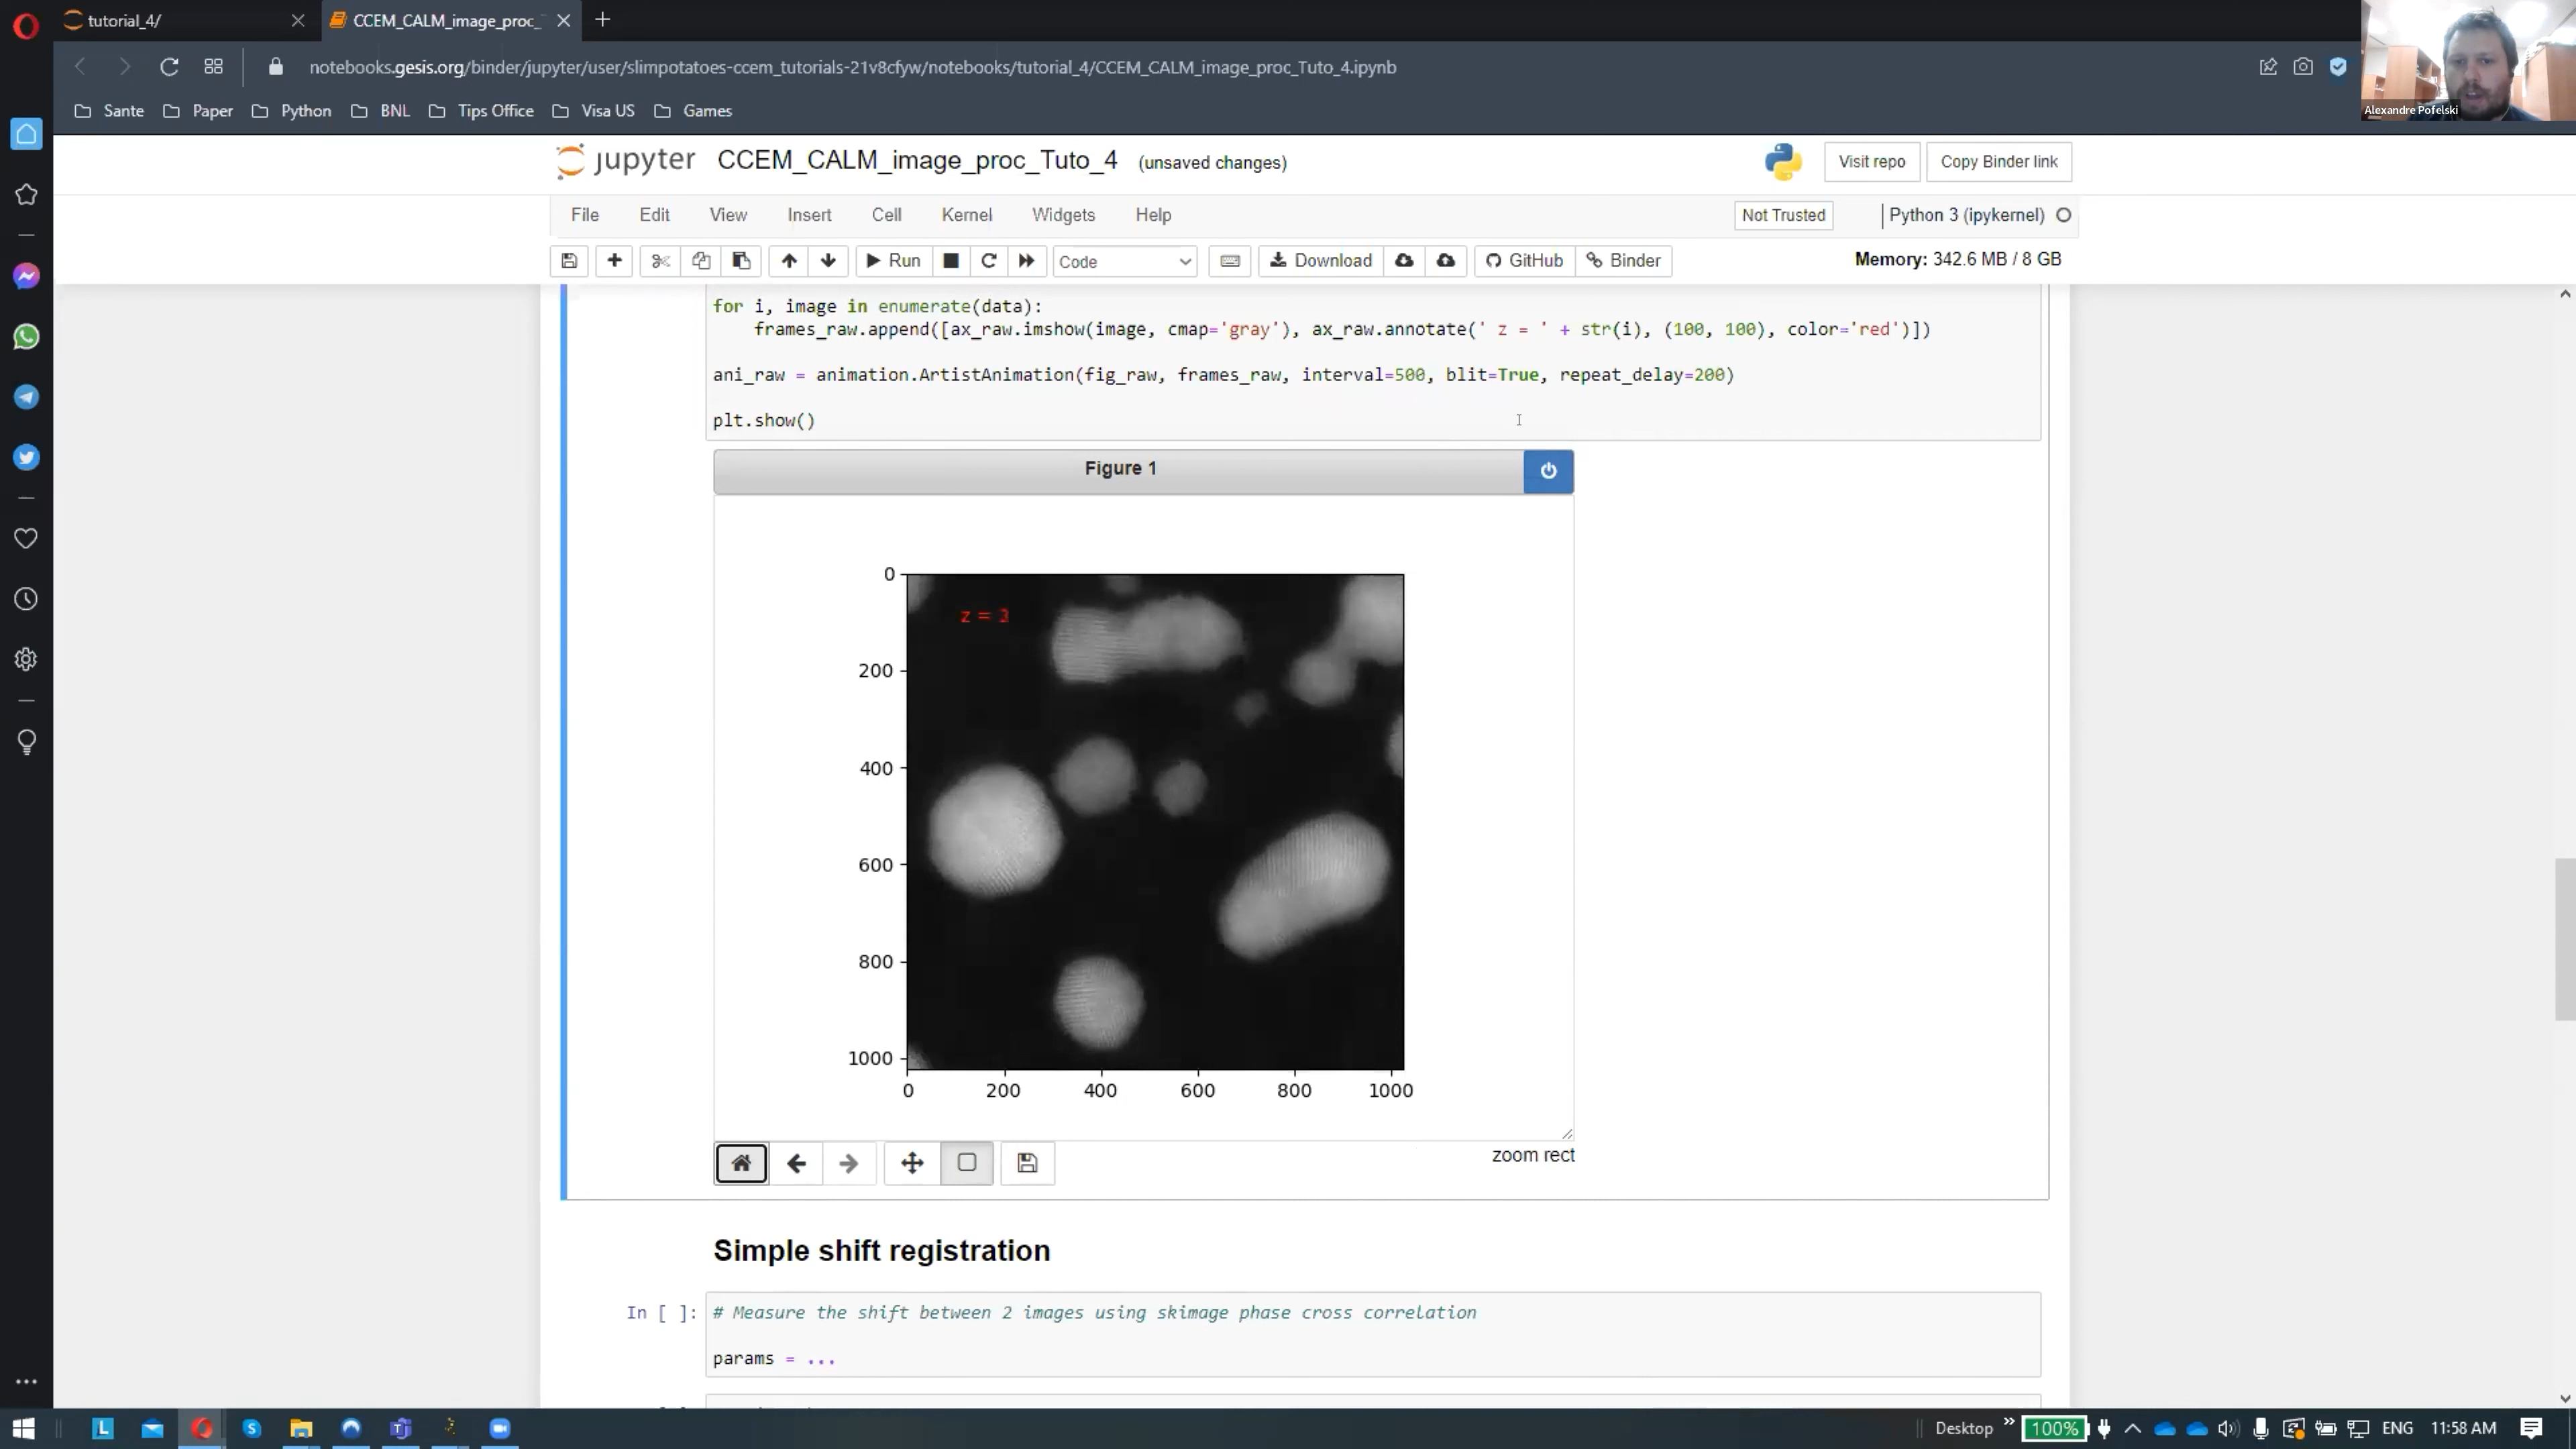 tutorial_4/
CCEM_CALM_image_proc_
notebooks.gesis.org/binder/jupyter/user/slimpotatoes-ccem_tutorials-21v8cfyw/notebooks/tutorial_4/CCEM_CALM_image_proc_Tuto_4.ipynb
Alexandre Pofelski
Sante Paper Python BNL Tips Office Visa US Games
jupyter CCEM_CALM_image_proc_Tuto_4 (unsaved changes) Visit repo Copy Binder link
File Edit View Insert Cell Kernel Widgets Help Not Trusted Python 3 (ipykernel)
Run Code Download GitHub Binder Memory: 342.6 MB / 8 GB
for i, image in enumerate(data):
frames_raw.append([ax_raw.imshow(image, cmap='gray'), ax_raw.annotate(' z = ' + str(i), (100, 100), color='red')])
ani_raw = animation.ArtistAnimation(fig_raw, frames_raw, interval=500, blit=True, repeat_delay=200)
plt.show()
Figure 1
0
z = 3
200
400
600
800
1000
0 200 400 600 800 1000
zoom rect
Simple shift registration
In [ ]: # Measure the shift between 2 images using skimage phase cross correlation
params = ...
Desktop 100% ENG 11:58 AM